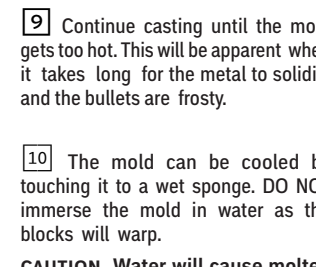 9 Continue casting until the mo
gets too hot. This will be apparent whe
it takes long for the metal to solidi
and the bullets are frosty.
10 The mold can be cooled b
touching it to a wet sponge. DO NO
immerse the mold in water as th
blocks will warp.
CAUTION Water will cause molte